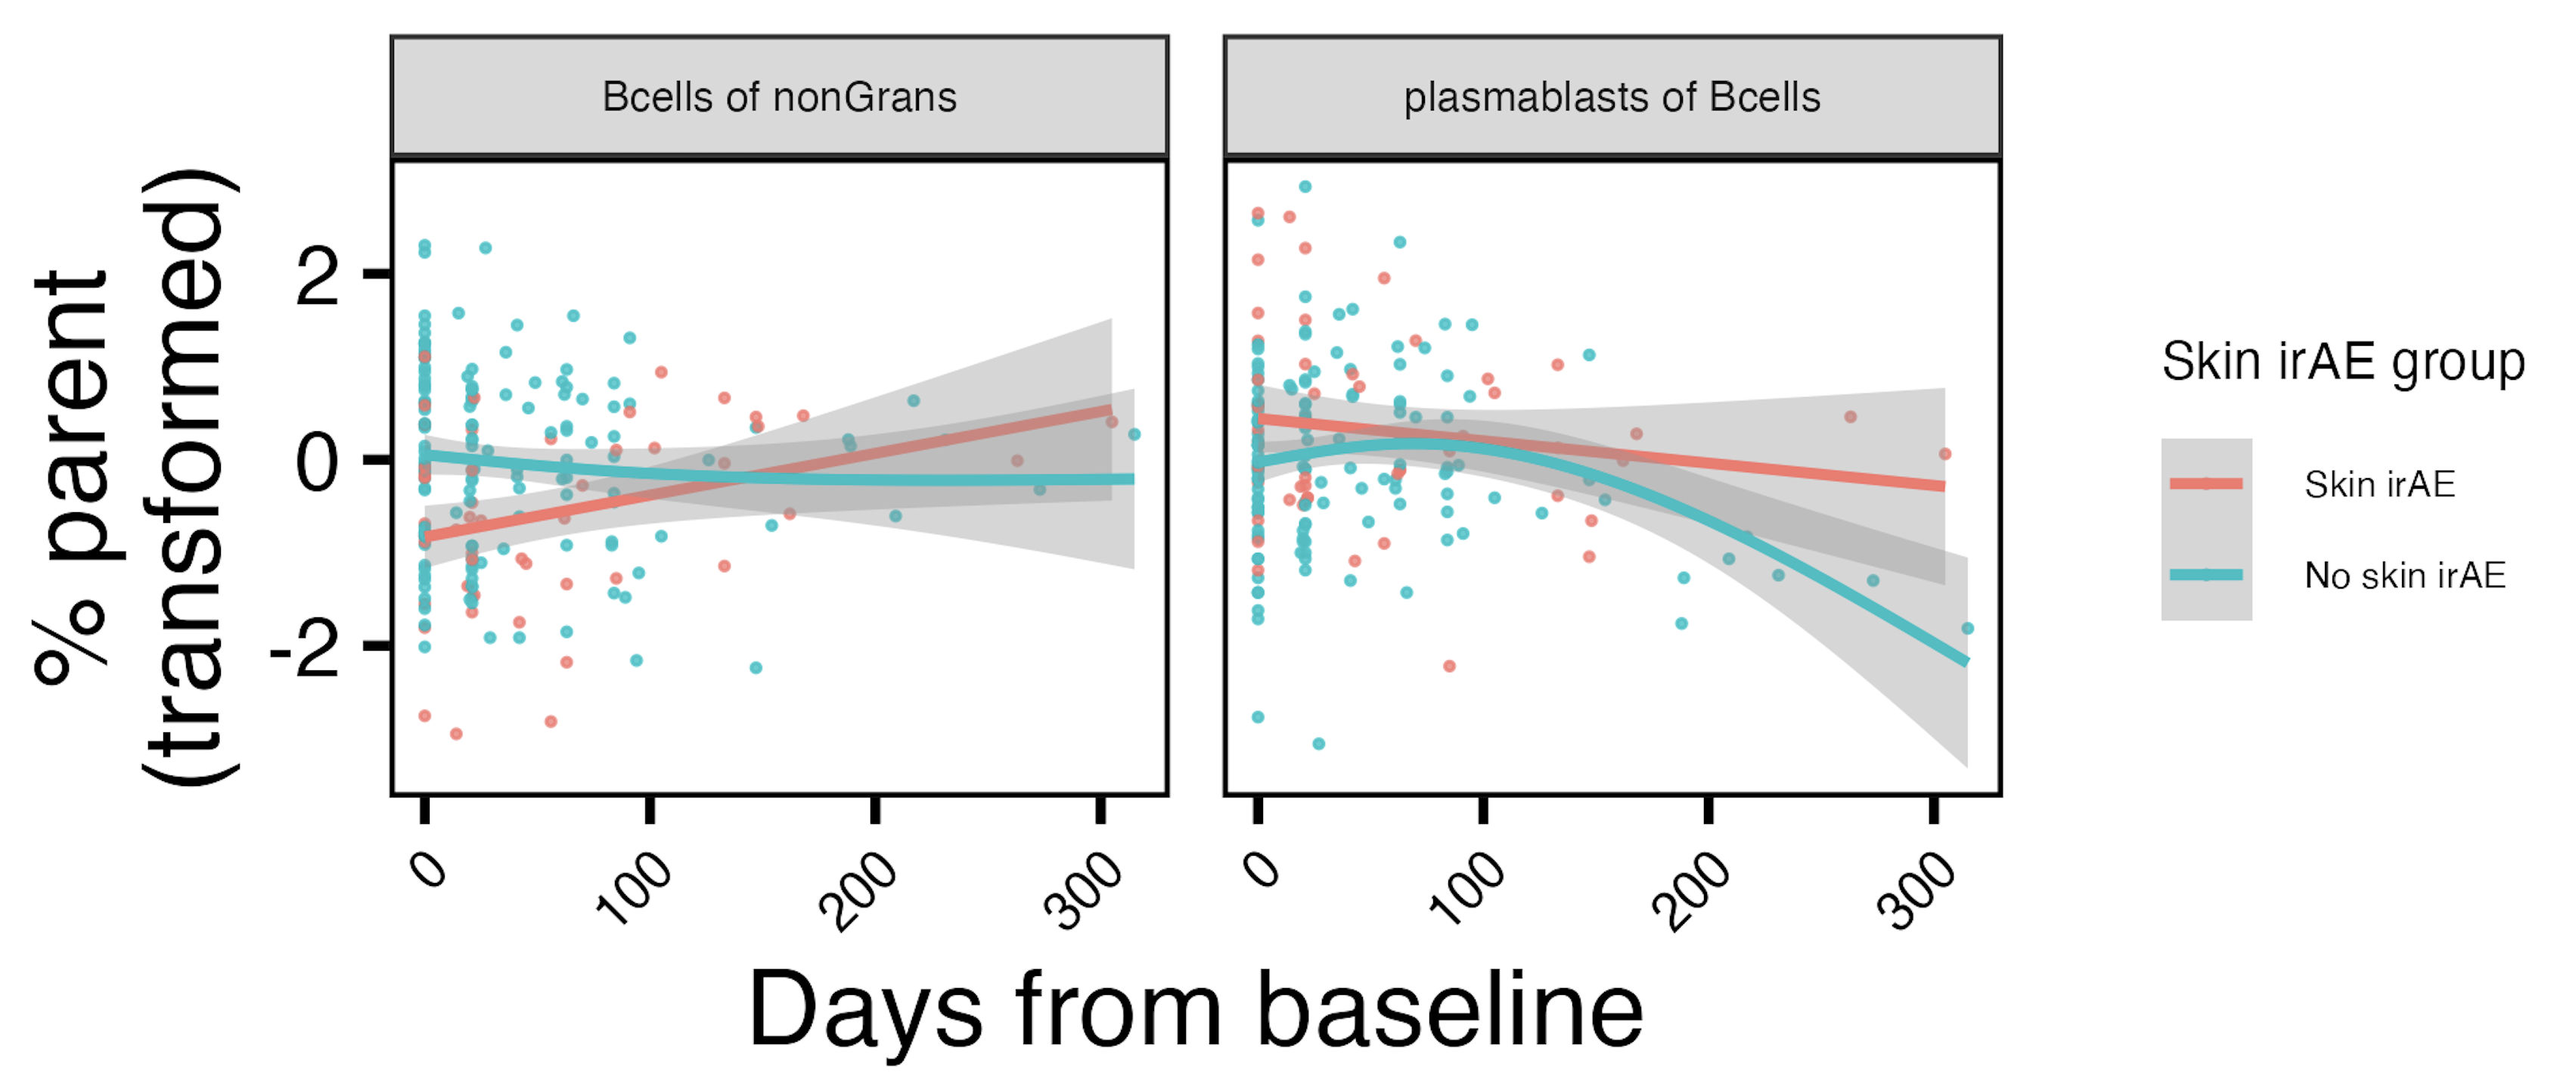 Bcells of nonGrans
plasmablasts of Bcells
% parent
(transformed)
2
0
-2
0
100
200
300
0
100
200
300
Days from baseline
Skin irAE group
Skin irAE
No skin irAE